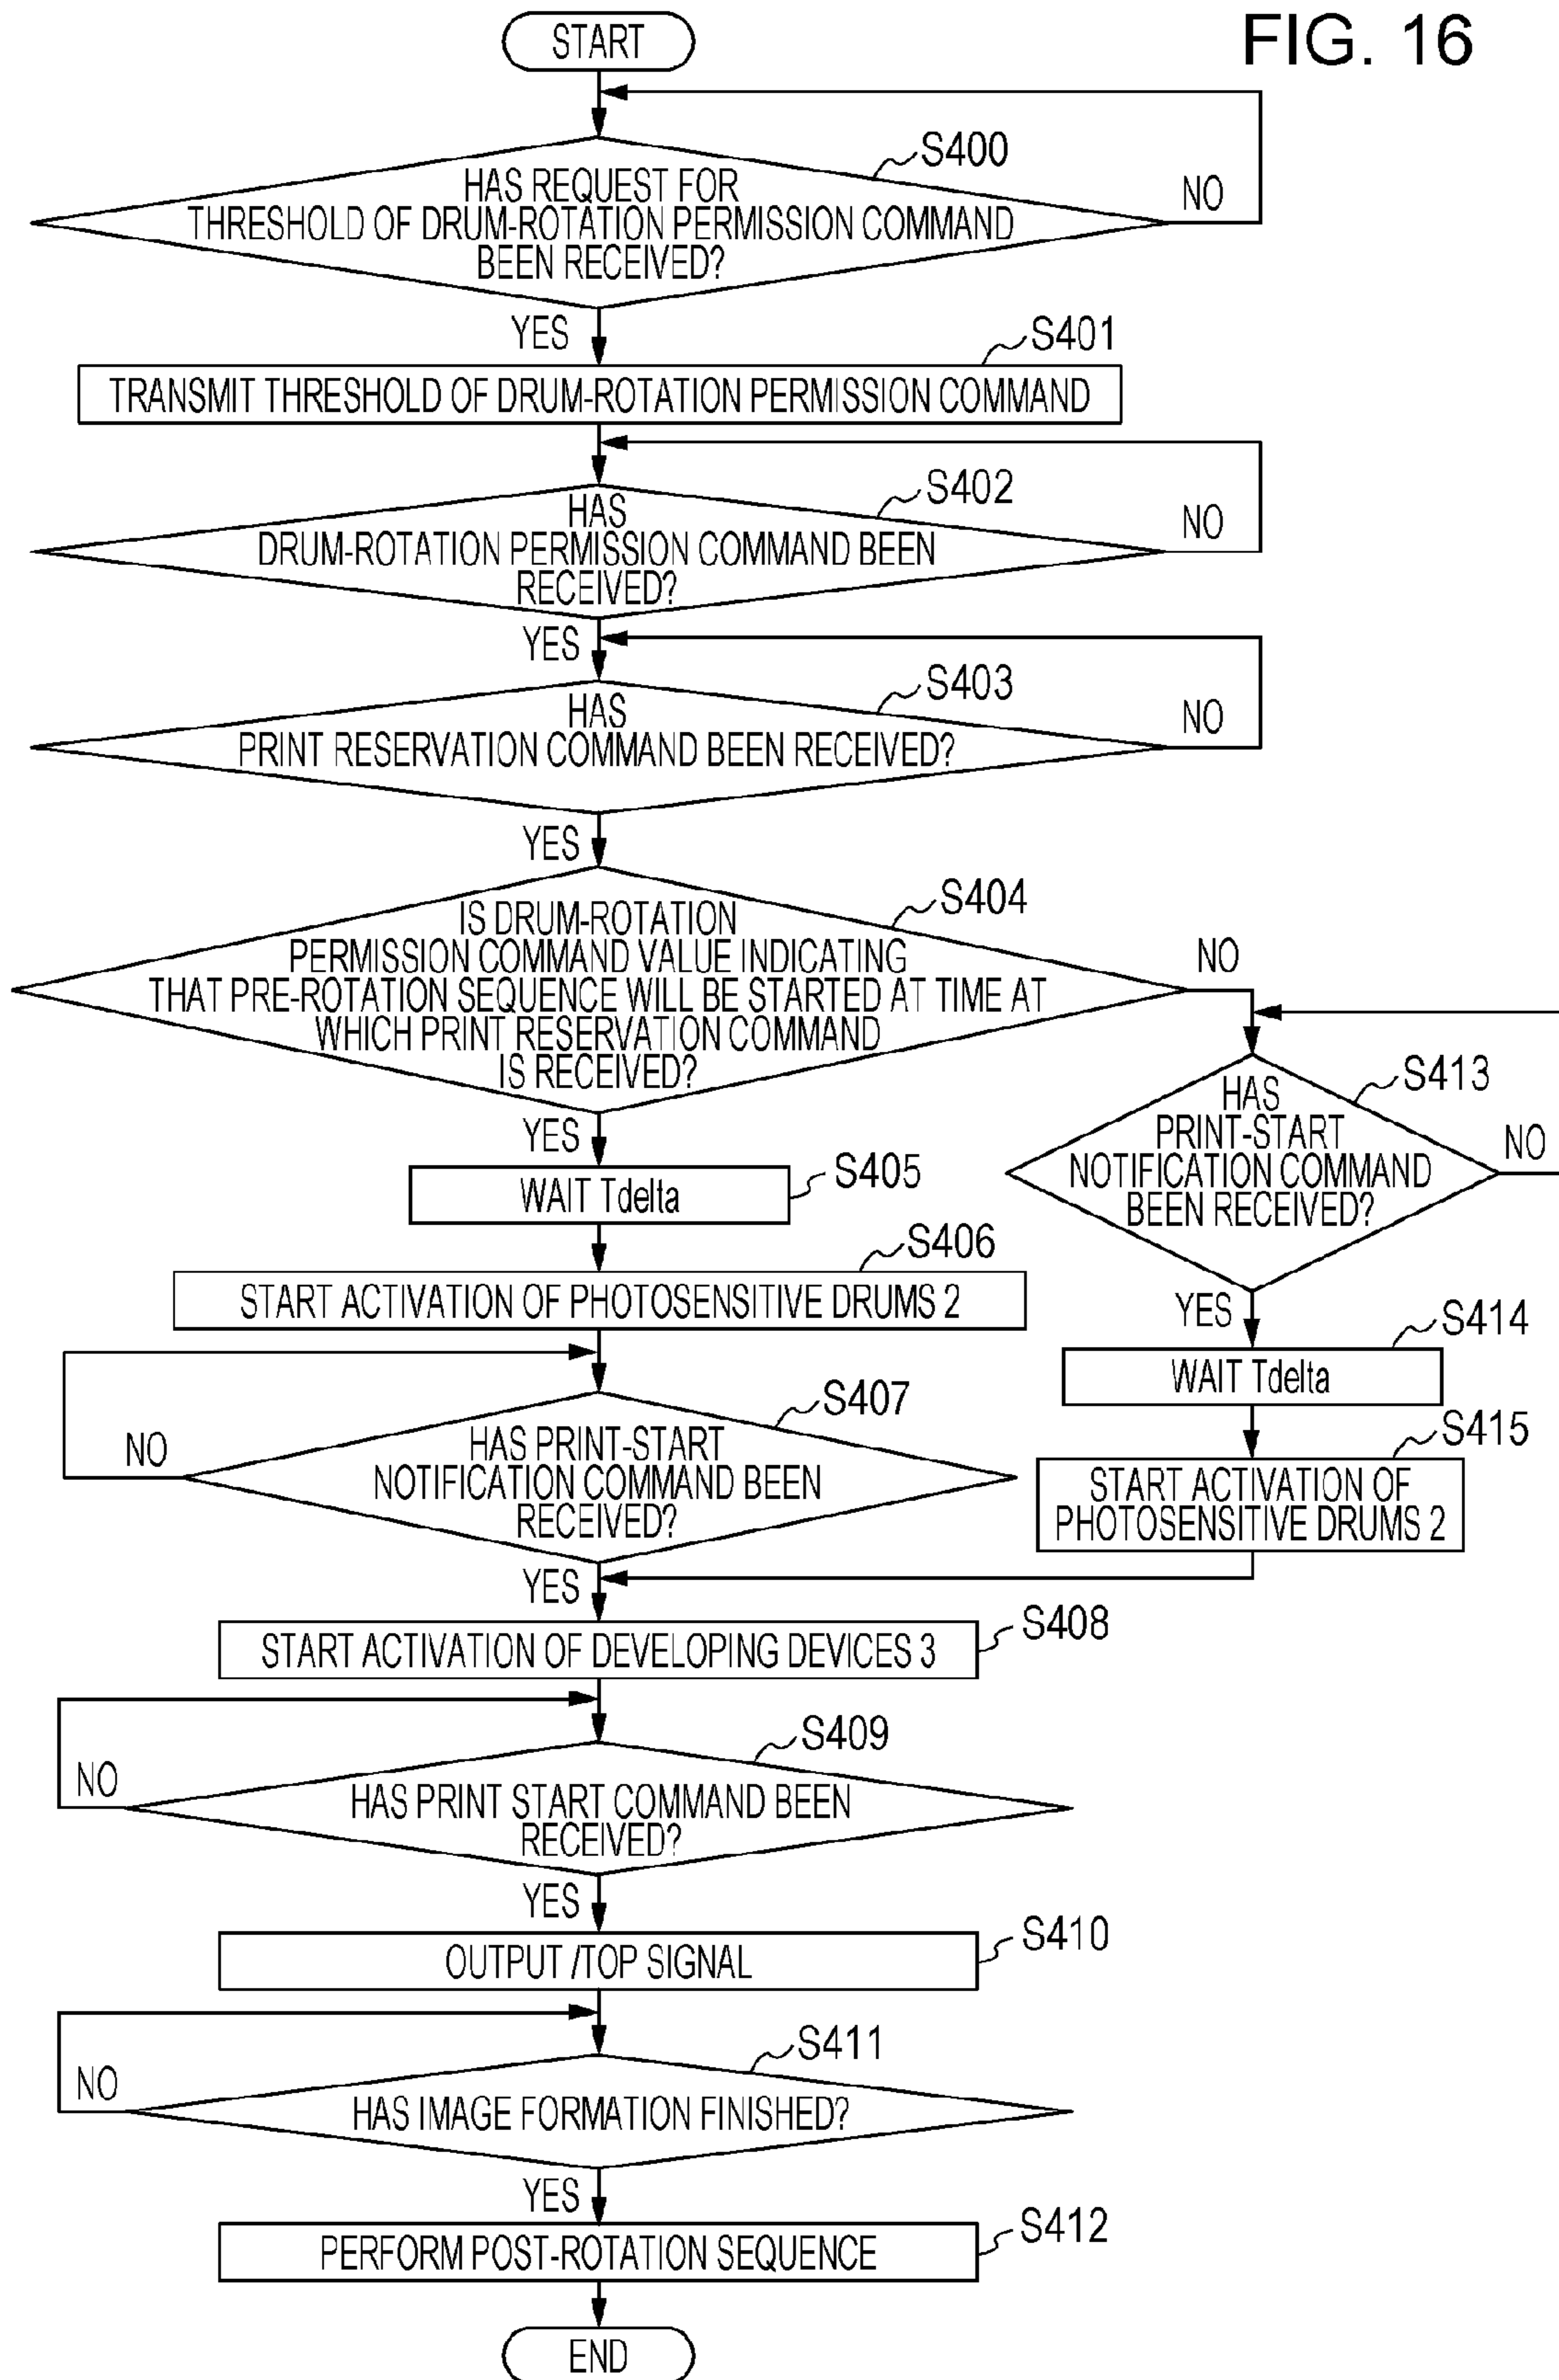 FIG. 16
START
S400
HAS REQUEST FOR
THRESHOLD OF DRUM-ROTATION PERMISSION COMMAND
BEEN RECEIVED?
NO
YES
S401
TRANSMIT THRESHOLD OF DRUM-ROTATION PERMISSION COMMAND
S402
HAS
DRUM-ROTATION PERMISSION COMMAND BEEN
RECEIVED?
NO
YES
S403
HAS
PRINT RESERVATION COMMAND BEEN RECEIVED?
NO
YES
S404
IS DRUM-ROTATION
PERMISSION COMMAND VALUE INDICATING
THAT PRE-ROTATION SEQUENCE WILL BE STARTED AT TIME AT
WHICH PRINT RESERVATION COMMAND
IS RECEIVED?
NO
YES
S405
WAIT Tdelta
S406
START ACTIVATION OF PHOTOSENSITIVE DRUMS 2
S407
HAS PRINT-START
NOTIFICATION COMMAND BEEN
RECEIVED?
NO
YES
S413
HAS
PRINT-START
NOTIFICATION COMMAND
BEEN RECEIVED?
NO
YES
S414
WAIT Tdelta
S415
START ACTIVATION OF
PHOTOSENSITIVE DRUMS 2
S408
START ACTIVATION OF DEVELOPING DEVICES 3
S409
HAS PRINT START COMMAND BEEN
RECEIVED?
NO
YES
S410
OUTPUT /TOP SIGNAL
S411
HAS IMAGE FORMATION FINISHED?
NO
YES
S412
PERFORM POST-ROTATION SEQUENCE
END